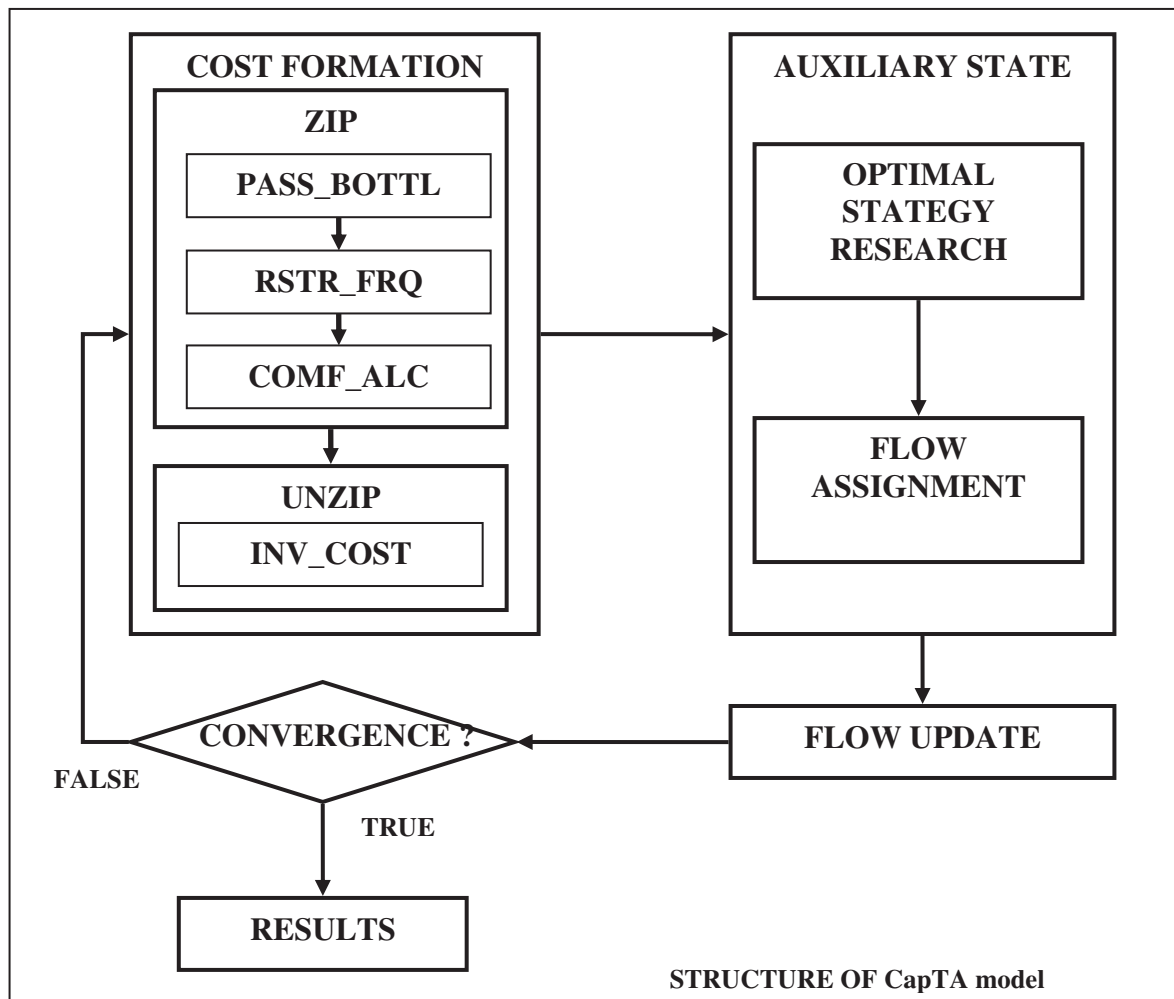 COST FORMATION
ZIP
PASS_BOTTL
RSTR_FRQ
COMF_ALC
UNZIP
INV_COST
AUXILIARY STATE
OPTIMAL
STATEGY
RESEARCH
FLOW
ASSIGNMENT
FLOW UPDATE
CONVERGENCE ?
FALSE
TRUE
RESULTS
STRUCTURE OF CapTA model